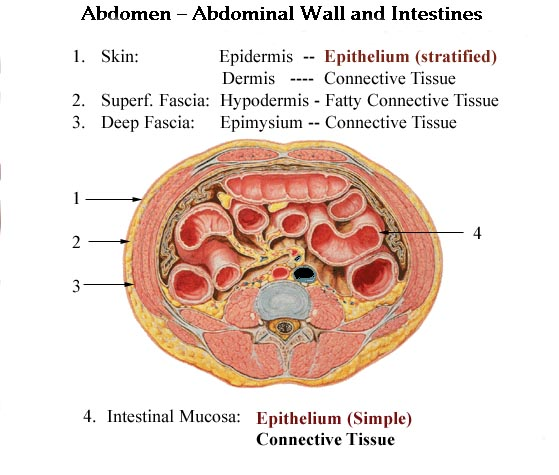 Abdomen – Abdominal Wall and Intestines
1. Skin: Epidermis -- Epithelium (stratified)
Dermis ---- Connective Tissue
2. Superf. Fascia: Hypodermis - Fatty Connective Tissue
3. Deep Fascia: Epimysium -- Connective Tissue
1
2
4
3
4. Intestinal Mucosa: Epithelium (Simple)
Connective Tissue